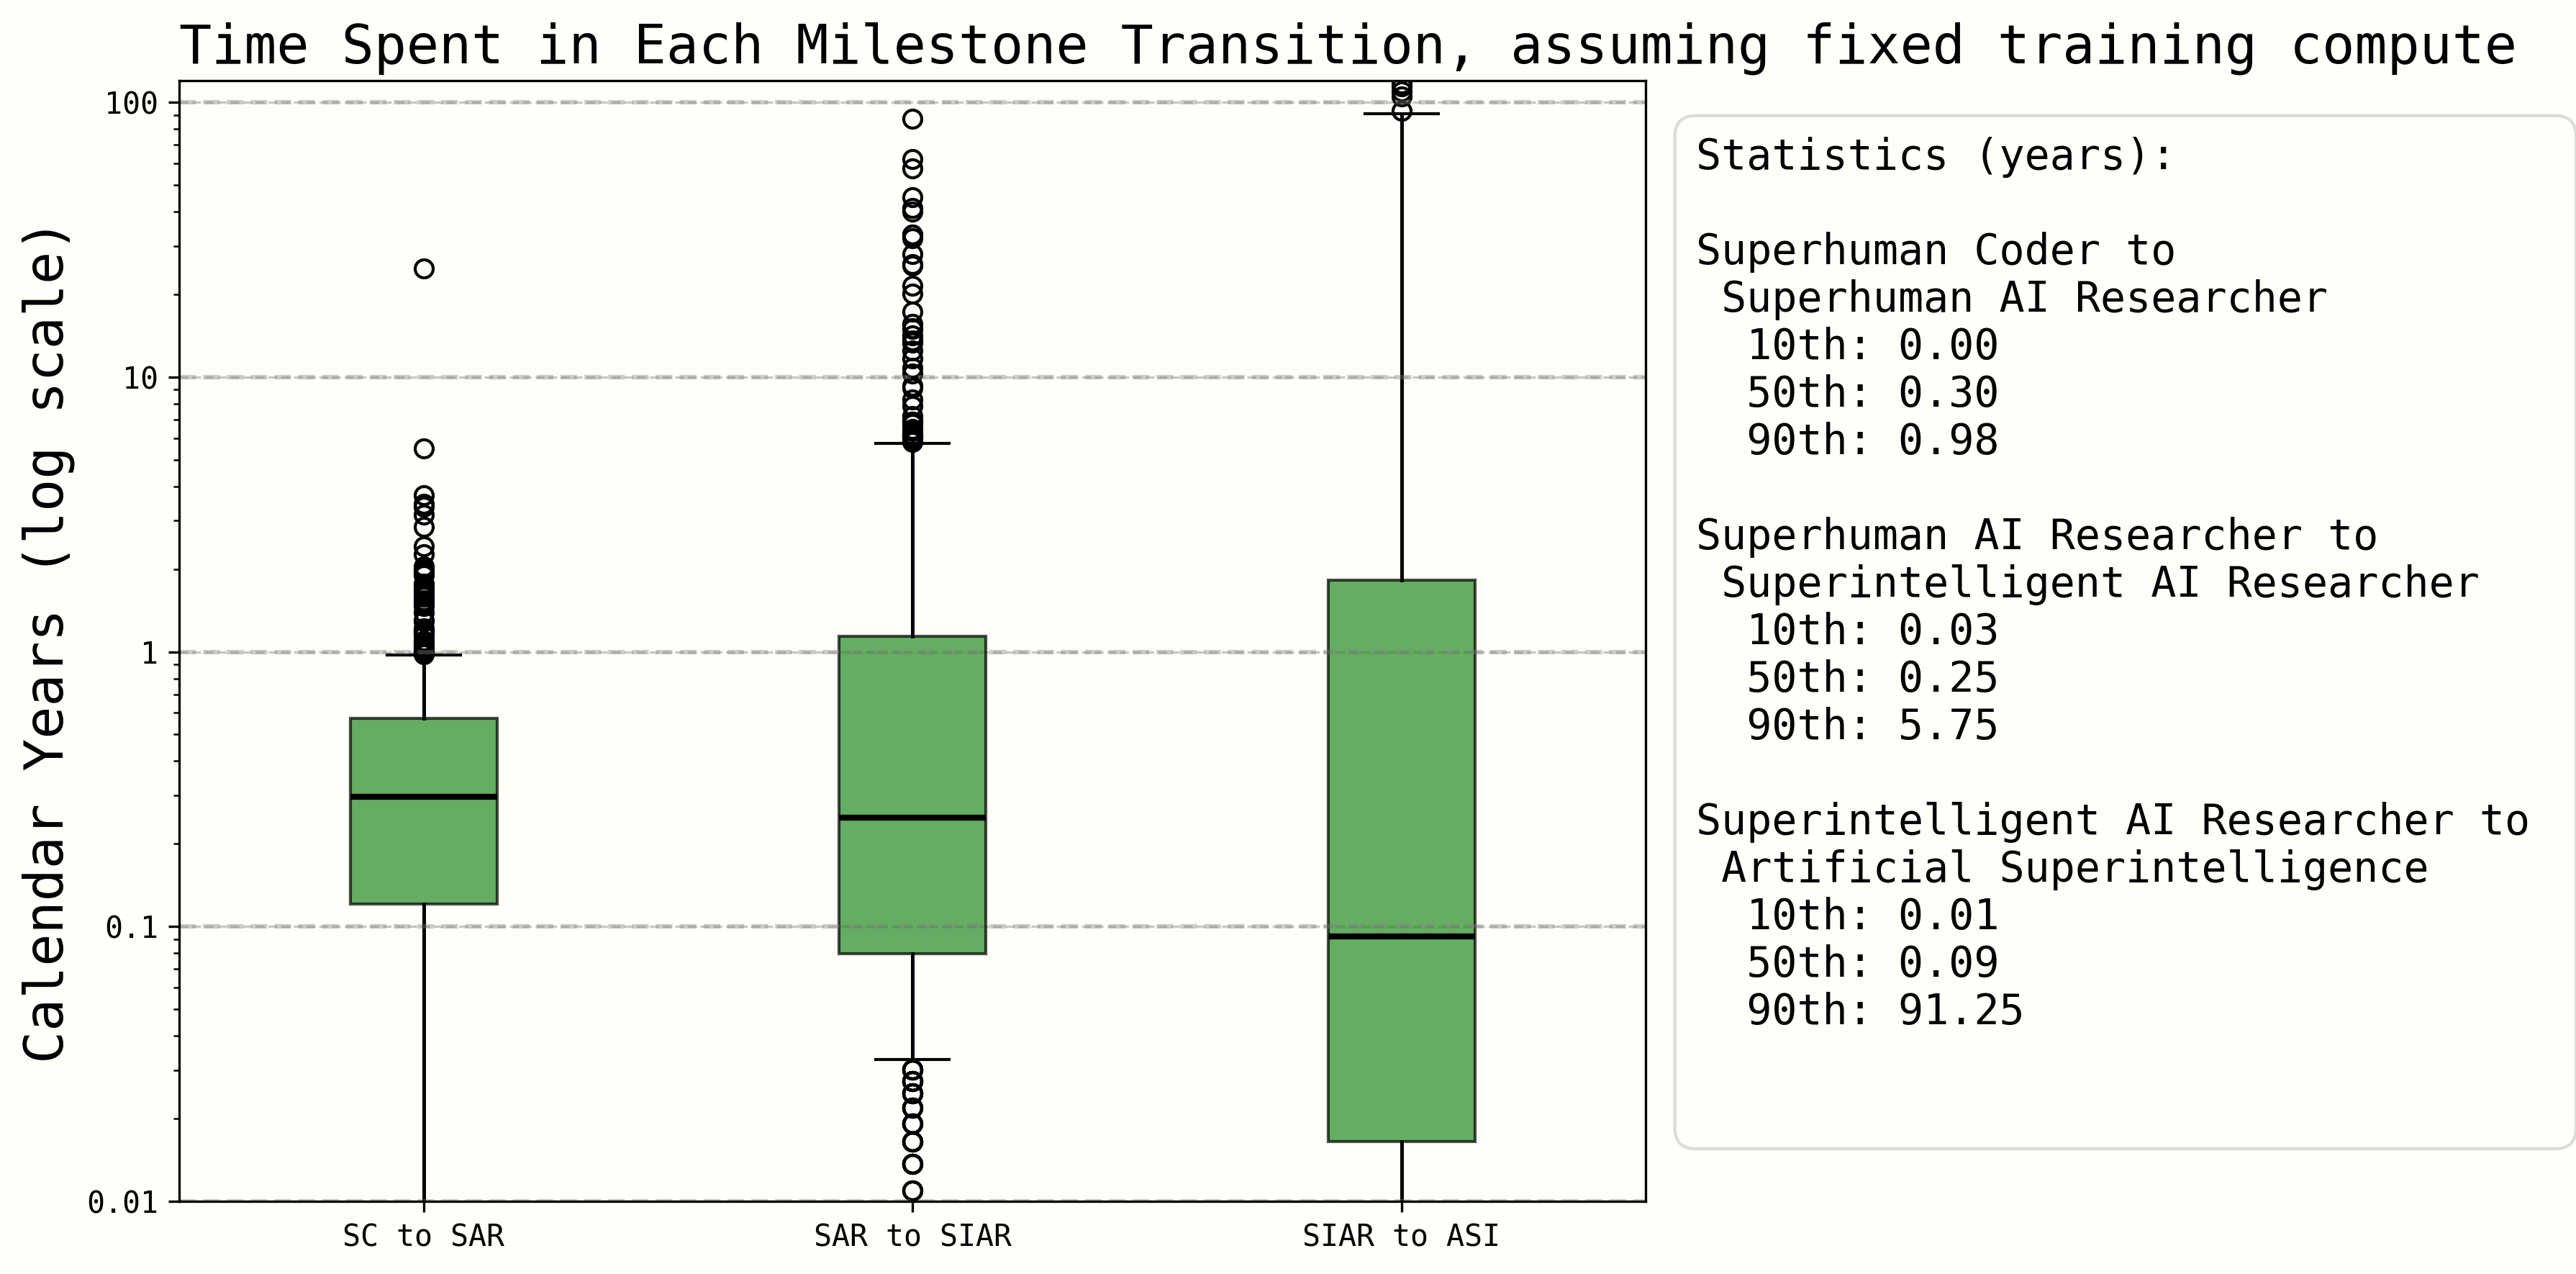 Time Spent in Each Milestone Transition, assuming fixed training compute
Calendar Years (log scale)
100
10
1
0.1
0.01
SC to SAR
SAR to SIAR
SIAR to ASI
Statistics (years):
Superhuman Coder to
Superhuman AI Researcher
10th: 0.00
50th: 0.30
90th: 0.98
Superhuman AI Researcher to
Superintelligent AI Researcher
10th: 0.03
50th: 0.25
90th: 5.75
Superintelligent AI Researcher to
Artificial Superintelligence
10th: 0.01
50th: 0.09
90th: 91.25